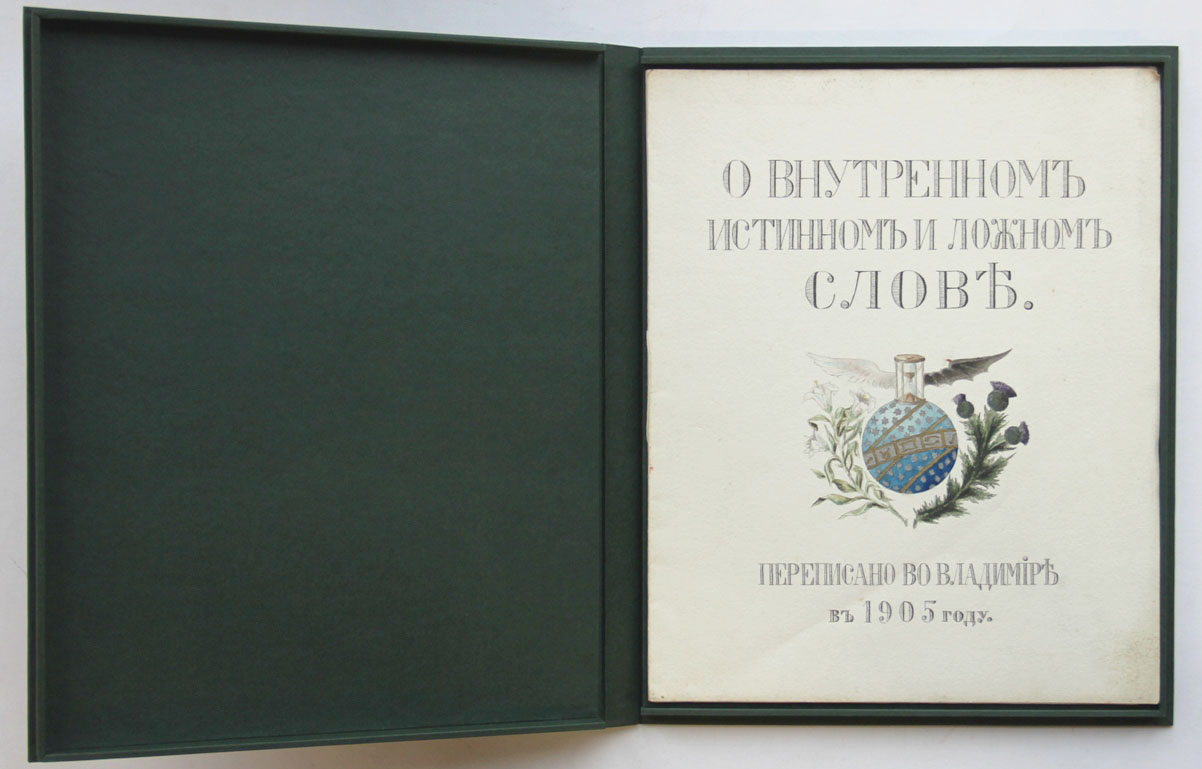 О ВНУТРЕННОМЪ
ИСТИННОМЪ И ЛОЖНОМЪ
СЛОВѢ.
ПЕРЕПИСАНО ВО ВЛАДИМІРѢ
въ 1905 году.